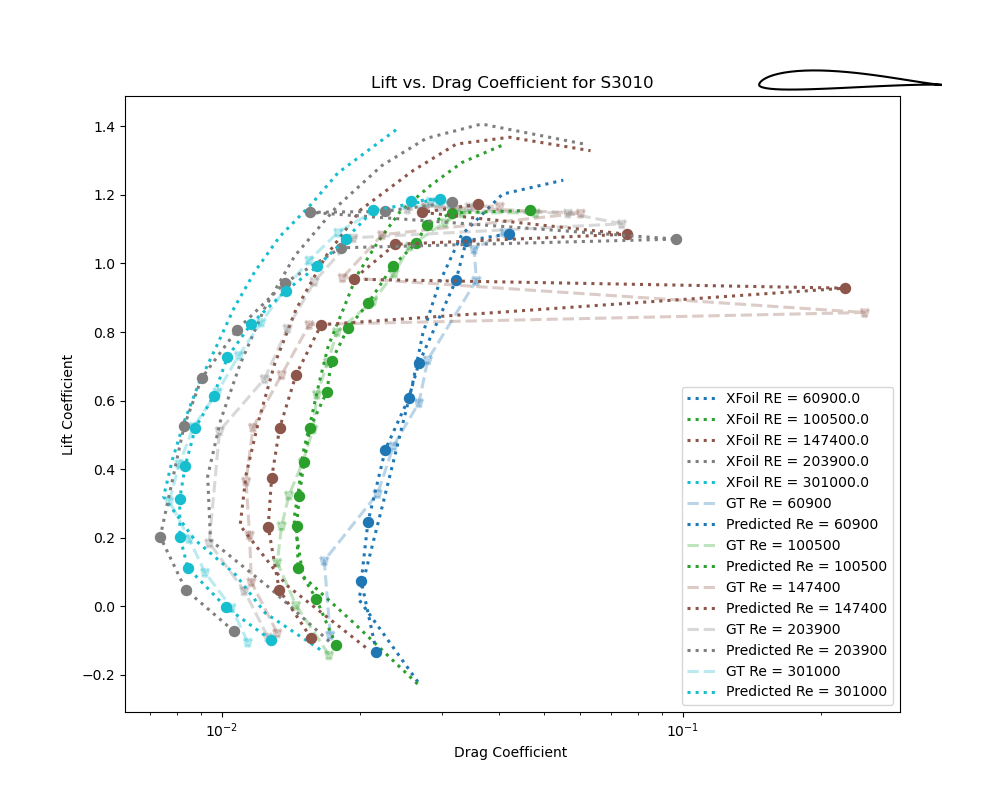 Lift vs. Drag Coefficient for S3010
1.4
1.2
1.0
0.8
0.6
0.4
0.2
0.0
−0.2
Lift Coefficient
10⁻²
10⁻¹
Drag Coefficient
XFoil RE = 60900.0
XFoil RE = 100500.0
XFoil RE = 147400.0
XFoil RE = 203900.0
XFoil RE = 301000.0
GT Re = 60900
Predicted Re = 60900
GT Re = 100500
Predicted Re = 100500
GT Re = 147400
Predicted Re = 147400
GT Re = 203900
Predicted Re = 203900
GT Re = 301000
Predicted Re = 301000